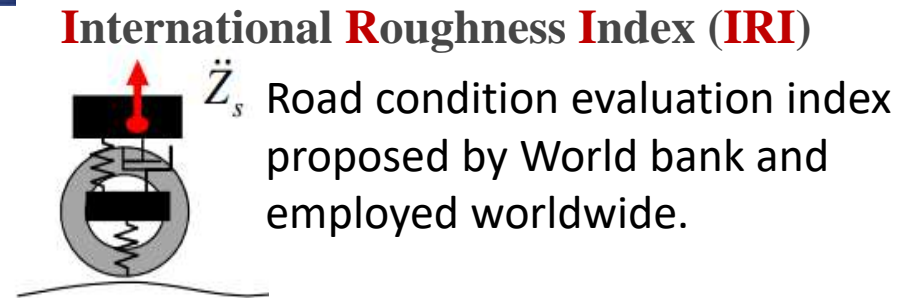 International Roughness Index (IRI)
Z̈ₛ
Road condition evaluation index
proposed by World bank and
employed worldwide.